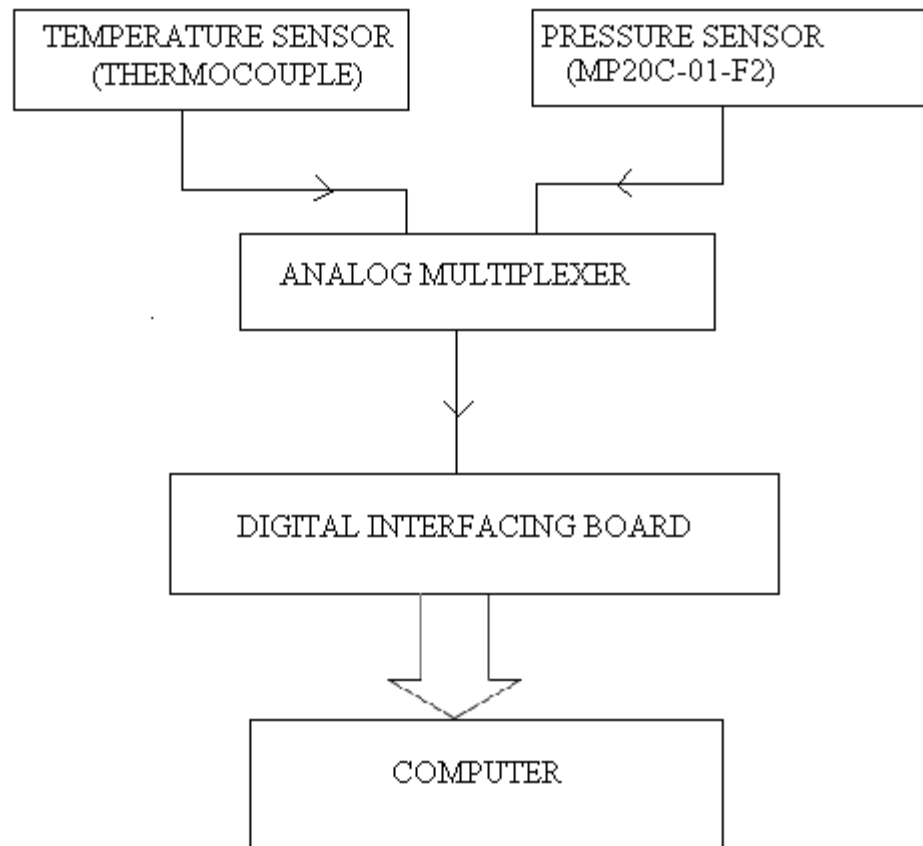 TEMPERATURE SENSOR
(THERMOCOUPLE)
PRESSURE SENSOR
(MP20C-01-F2)
ANALOG MULTIPLEXER
DIGITAL INTERFACING BOARD
COMPUTER